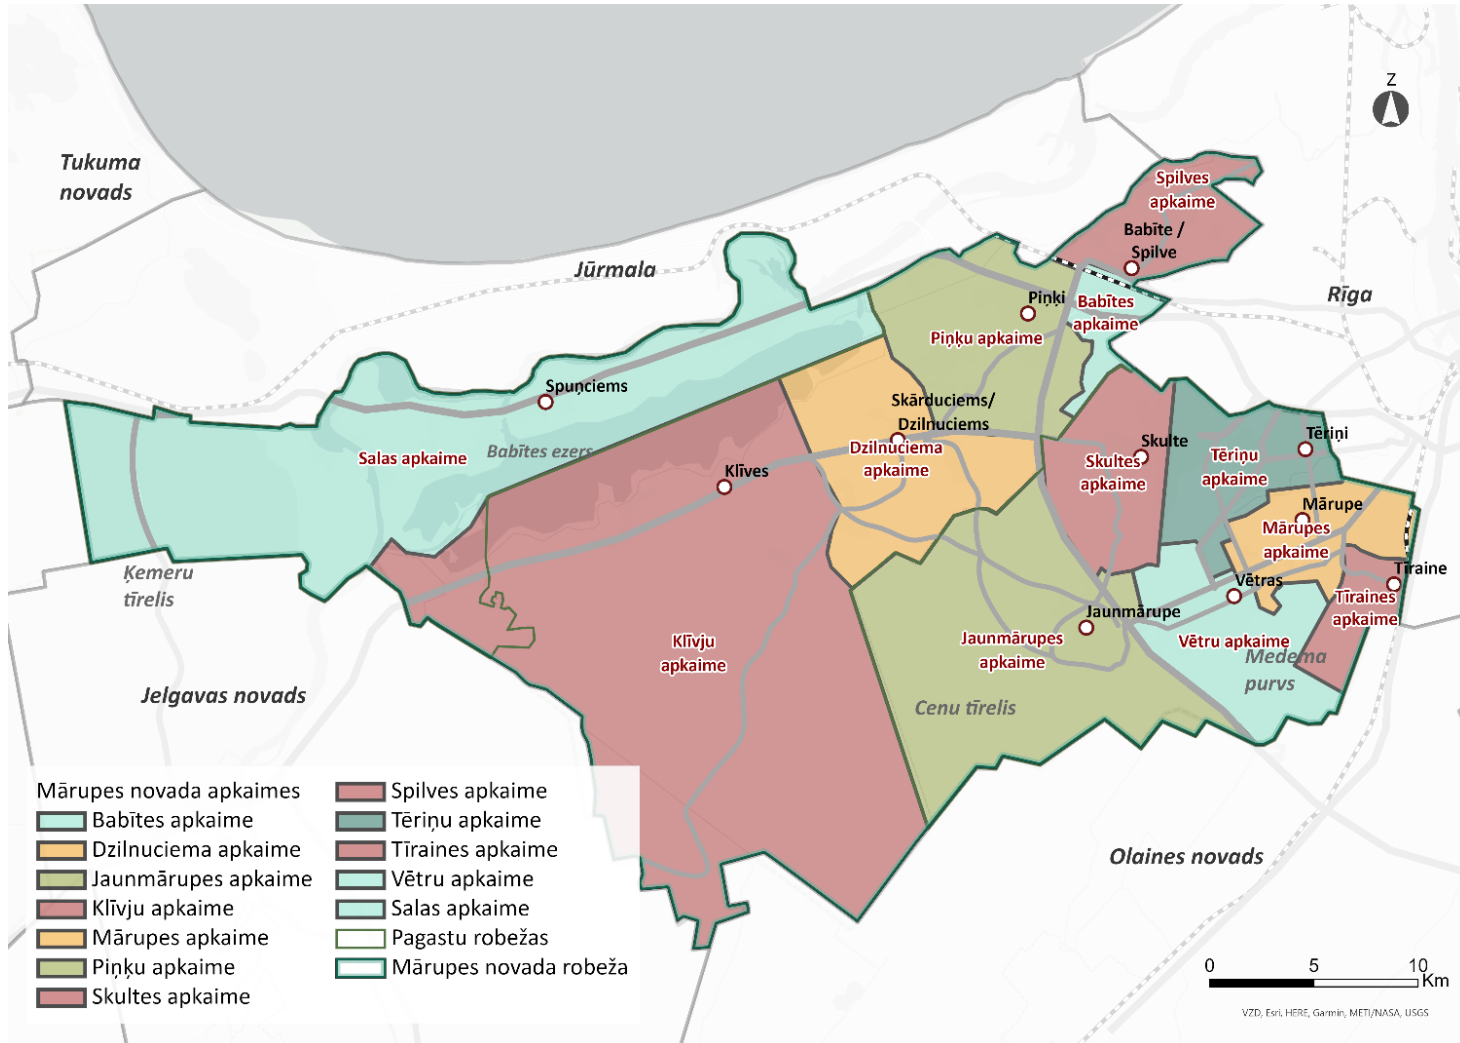 Z
Tukuma
novads
Spilves
apkaime
Babīte /
Spilve
Jūrmala
Rīga
Piņķi
Babītes
apkaime
Piņķu apkaime
Spuņciems
Skārduciems/
Dzilnuciems
Dzilnuciema
apkaime
Skulte
Skultes
apkaime
Tēriņi
Tēriņu
apkaime
Babītes ezers
Salas apkaime
Klīves
Mārupe
Mārupes
apkaime
Ķemeru
tīrelis
Vētras
Tīraine
Tīraines
apkaime
Jaunmārupe
Jaunmārupes
apkaime
Klīvju
apkaime
Vētru apkaime
Medema
purvs
Jelgavas novads
Cenu tīrelis
Olaines novads
Mārupes novada apkaimes
Babītes apkaime
Dzilnuciema apkaime
Jaunmārupes apkaime
Klīvju apkaime
Mārupes apkaime
Piņķu apkaime
Skultes apkaime
Spilves apkaime
Tēriņu apkaime
Tīraines apkaime
Vētru apkaime
Salas apkaime
Pagastu robežas
Mārupes novada robeža
0 5 10
Km
VZD, Esri, HERE, Garmin, METI/NASA, USGS